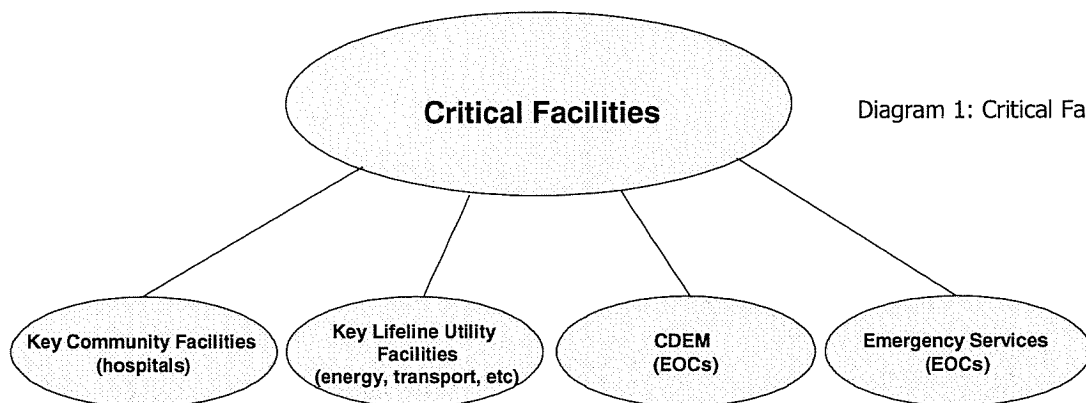 Critical Facilities
Diagram 1: Critical Fa
Key Community Facilities
(hospitals)
Key Lifeline Utility
Facilities
(energy, transport, etc)
CDEM
(EOCs)
Emergency Services
(EOCs)